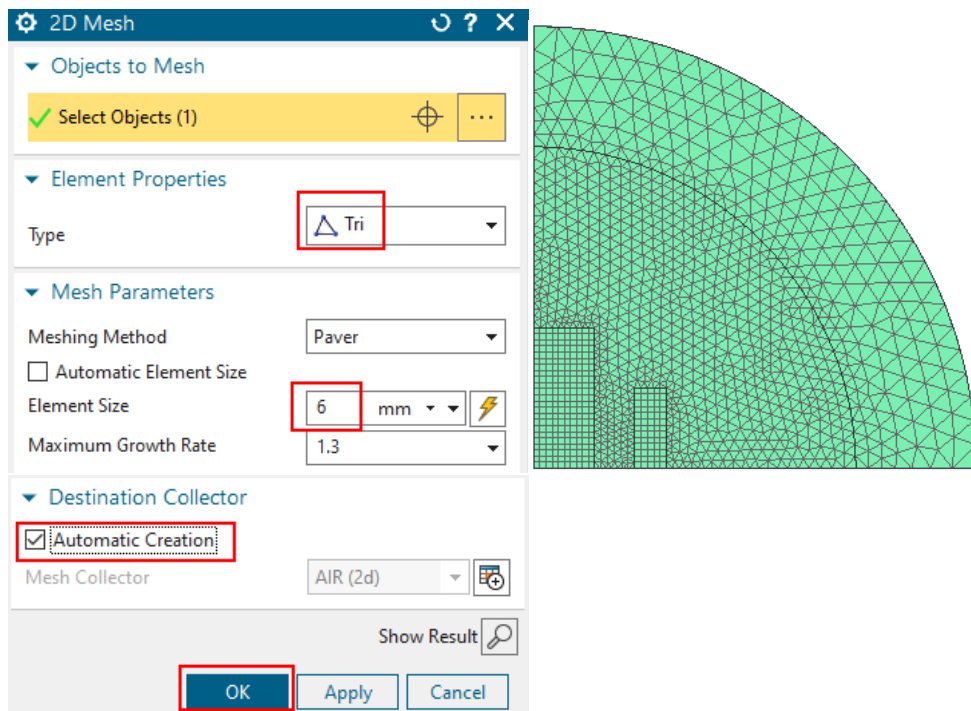 2D Mesh
Objects to Mesh
Select Objects (1)
Element Properties
Type Tri
Mesh Parameters
Meshing Method Paver
Automatic Element Size
Element Size 6 mm
Maximum Growth Rate 1.3
Destination Collector
Automatic Creation
Mesh Collector AIR (2d)
Show Result
OK Apply Cancel